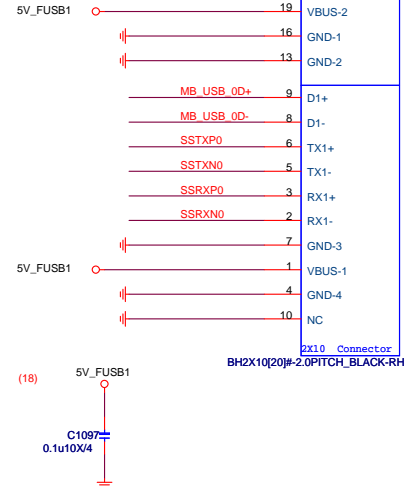 5V_FUSB1 19 VBUS-2
16 GND-1
13 GND-2
MB_USB_0D+ 9 D1+
MB_USB_0D- 8 D1-
SSTXP0 6 TX1+
SSTXN0 5 TX1-
SSRXP0 3 RX1+
SSRXN0 2 RX1-
7 GND-3
5V_FUSB1 1 VBUS-1
4 GND-4
10 NC
2X10 Connector
BH2X10[20]#-2.0PITCH_BLACK-RH
(18) 5V_FUSB1
C1097
0.1u10X/4